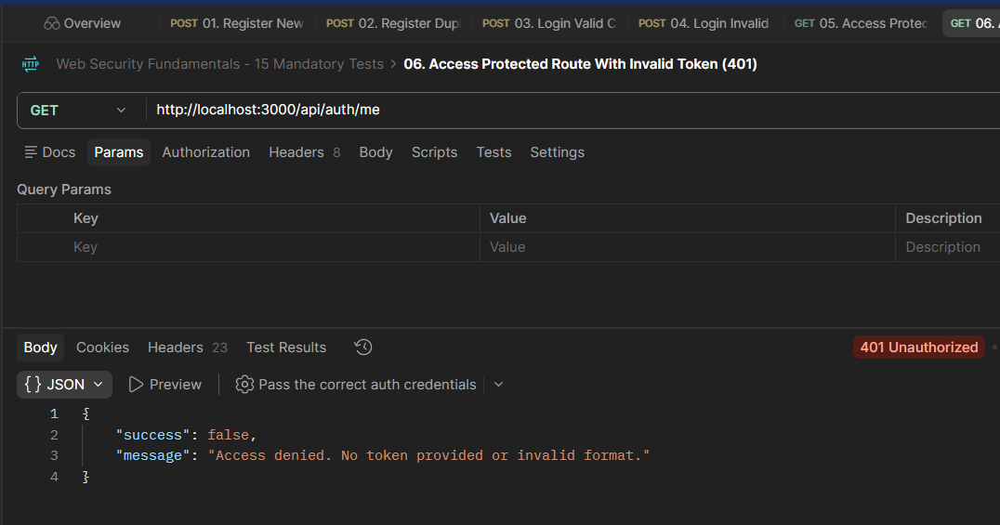 Overview POST 01. Register New POST 02. Register Dup POST 03. Login Valid C POST 04. Login Invalid GET 05. Access Protec GET 06.
HTTP Web Security Fundamentals - 15 Mandatory Tests > 06. Access Protected Route With Invalid Token (401)
GET http://localhost:3000/api/auth/me
Docs Params Authorization Headers 8 Body Scripts Tests Settings
Query Params
Key Value Description
Key Value Description
Body Cookies Headers 23 Test Results 401 Unauthorized
{} JSON Preview Pass the correct auth credentials
1 {
2 "success": false,
3 "message": "Access denied. No token provided or invalid format."
4 }